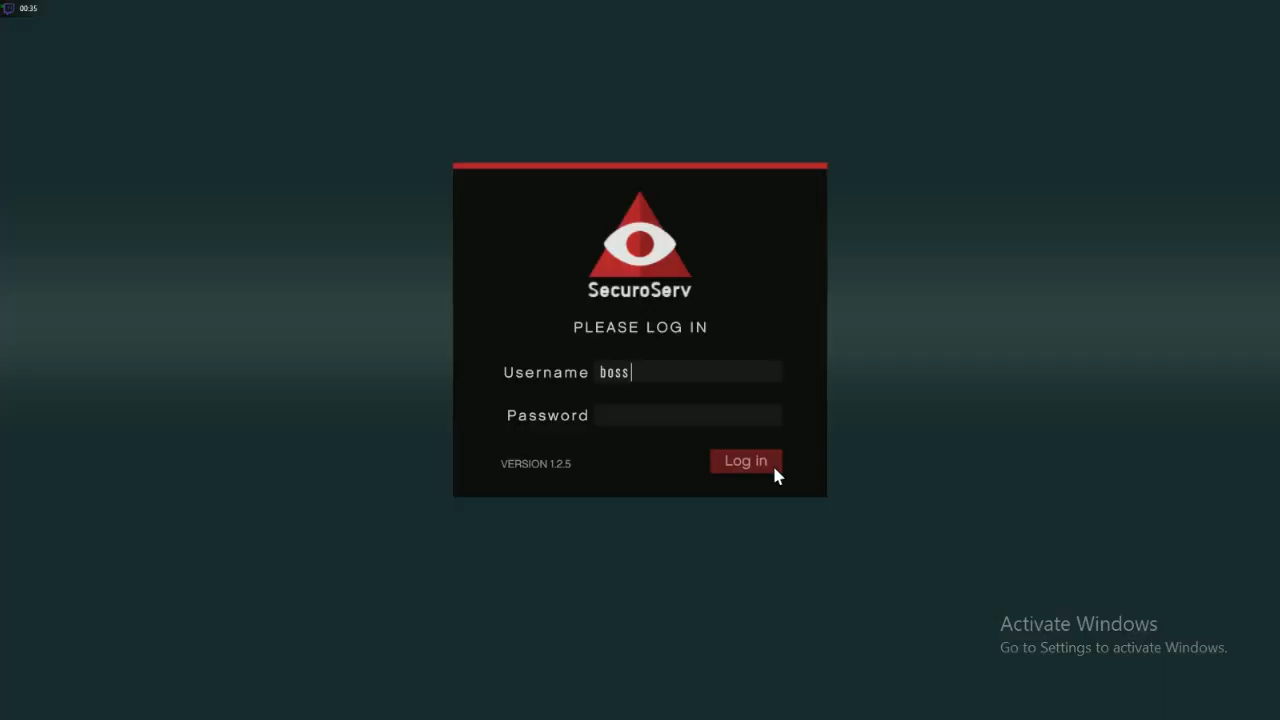 00:35
SecuroServ
PLEASE LOG IN
Username boss
Password
VERSION 1.2.5 Log in
Activate Windows
Go to Settings to activate Windows.